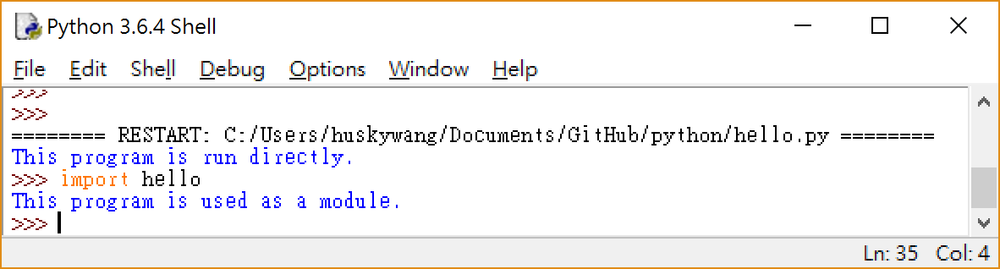 Python 3.6.4 Shell
File Edit Shell Debug Options Window Help
>>>
>>>
======== RESTART: C:/Users/huskywang/Documents/GitHub/python/hello.py ========
This program is run directly.
>>> import hello
This program is used as a module.
>>>
Ln: 35 Col: 4